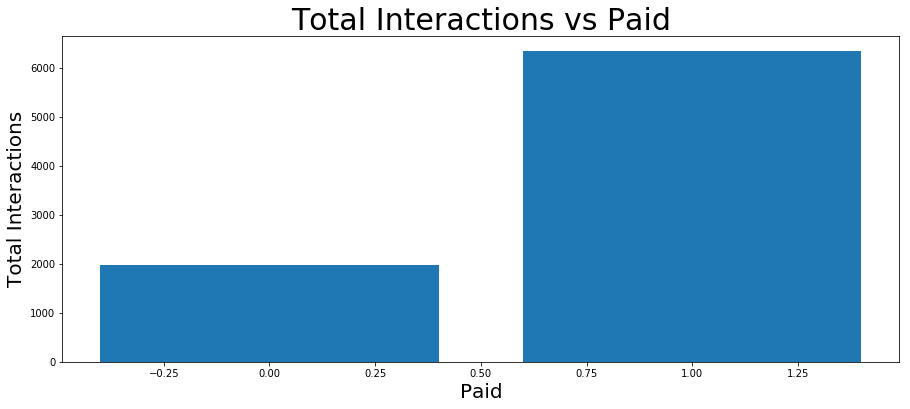 Total Interactions vs Paid
Total Interactions
6000
5000
4000
3000
2000
1000
0
−0.25 0.00 0.25 0.50 0.75 1.00 1.25
Paid